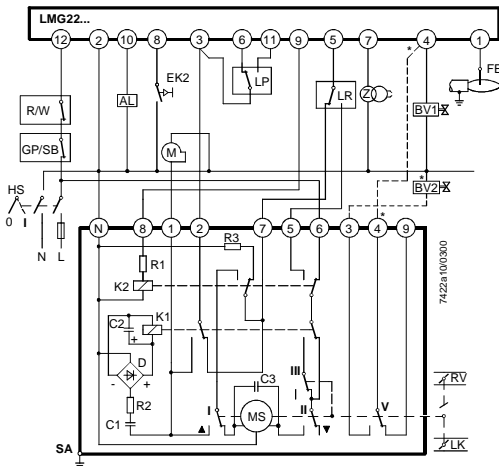 LMG22...
12 2 10 8 3 6 11 9 5 7 4 1
*
FE
EK2
LP
R/W
AL
LR
Z
BV1
GP/SB
M
HS
*
BV2
0 I
N L
*
N 8 1 2 7 5 6 3 4 9
R3
R1
K2
7422a10/0300
C2
K1
+
D
- +
III
C3
R2
I MS II V
RV
C1
SA
LK